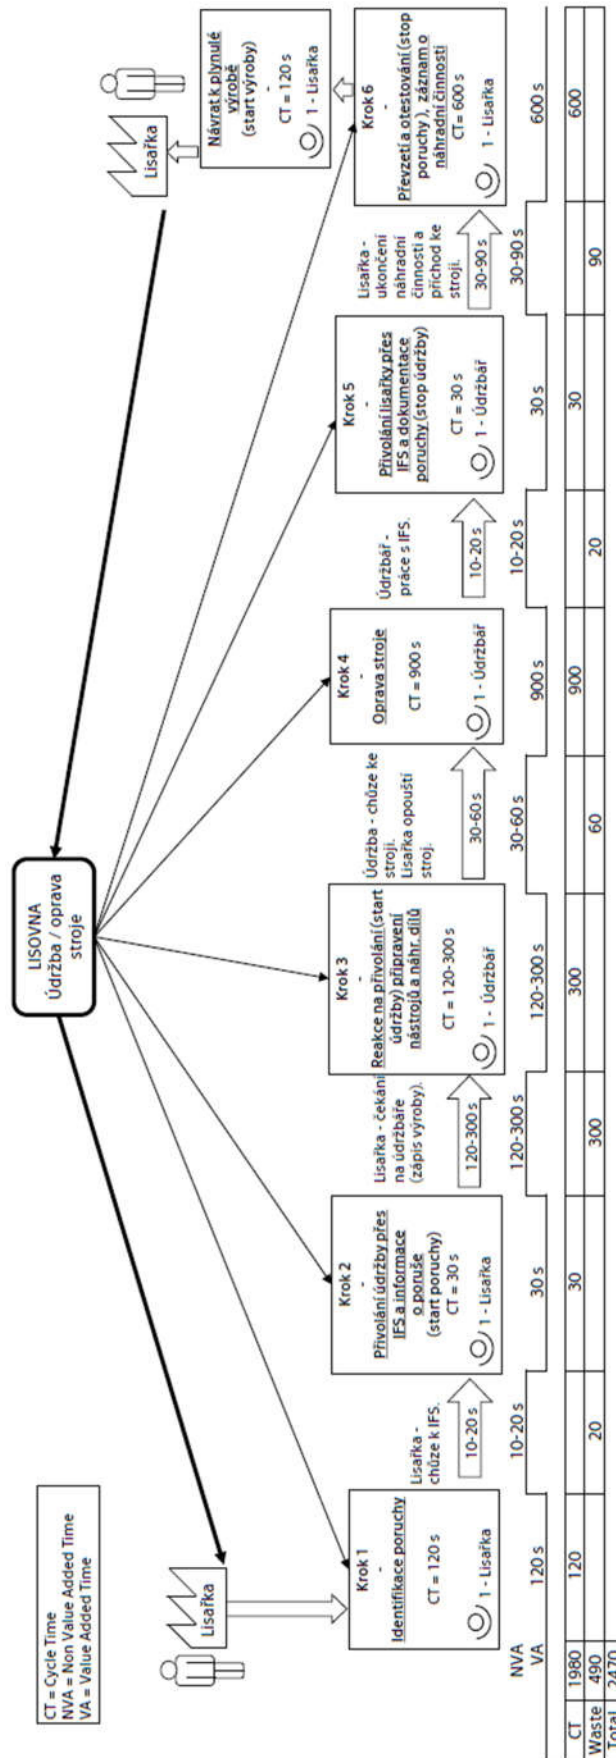 CT = Cycle Time
NVA = Non Value Added Time
VA = Value Added Time
LISOVNA
Údržba / oprava
stroje
Lisařka
Lisařka
Návrat k plynulé
výrobě
(start výroby)
-
CT = 120 s
1 - Lisařka
Krok 1
-
Identifikace poruchy
CT = 120 s
1 - Lisařka
Lisařka -
chůze k IFS.
10-20 s
Krok 2
-
Přivolání údržby přes
IFS a informace
o poruše
(start poruchy)
CT = 30 s
1 - Lisařka
Lisařka - čekání
na údržbáře
(zápis výroby).
120-300 s
Krok 3
-
Reakce na přivolání (start
údržby) připravení
nástrojů a náhr. dílů
CT = 120-300 s
1 - Údržbář
Údržba - chůze ke
stroji.
Lisařka opouští
stroj.
30-60 s
Krok 4
-
Oprava stroje
CT = 900 s
1 - Údržbář
Údržbář -
práce s IFS.
10-20 s
Krok 5
-
Přivolání lisařky přes
IFS a dokumentace
poruchy (stop údržby)
CT = 30 s
1 - Údržbář
Lisařka -
ukončení
náhradní
činnosti a
příchod ke
stroji.
30-90 s
Krok 6
-
Převzetí a otestování (stop
poruchy ), záznam o
náhradní činnosti
CT= 600 s
1 - Lisařka
NVA 10-20 s 120-300 s 30-60 s 10-20 s 30-90 s
VA 120 s 30 s 120-300 s 900 s 30 s 600 s
CT 1980 120 30 300 900 30 600
Waste 490 20 300 60 20 90
Total 2470